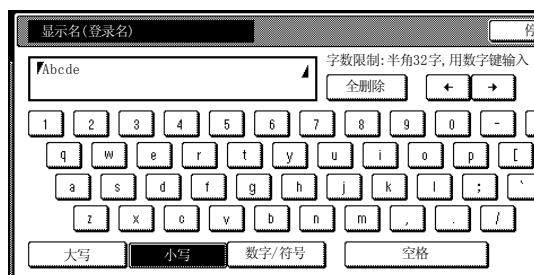 显示名(登录名)
停
Abcde
字数限制:半角32字,用数字键输入
全删除 ← →
1 2 3 4 5 6 7 8 9 0 -
q w e r t y u i o p [
a s d f g h j k l ; `
z x c v b n m , . /
大写 小写 数字/符号 空格